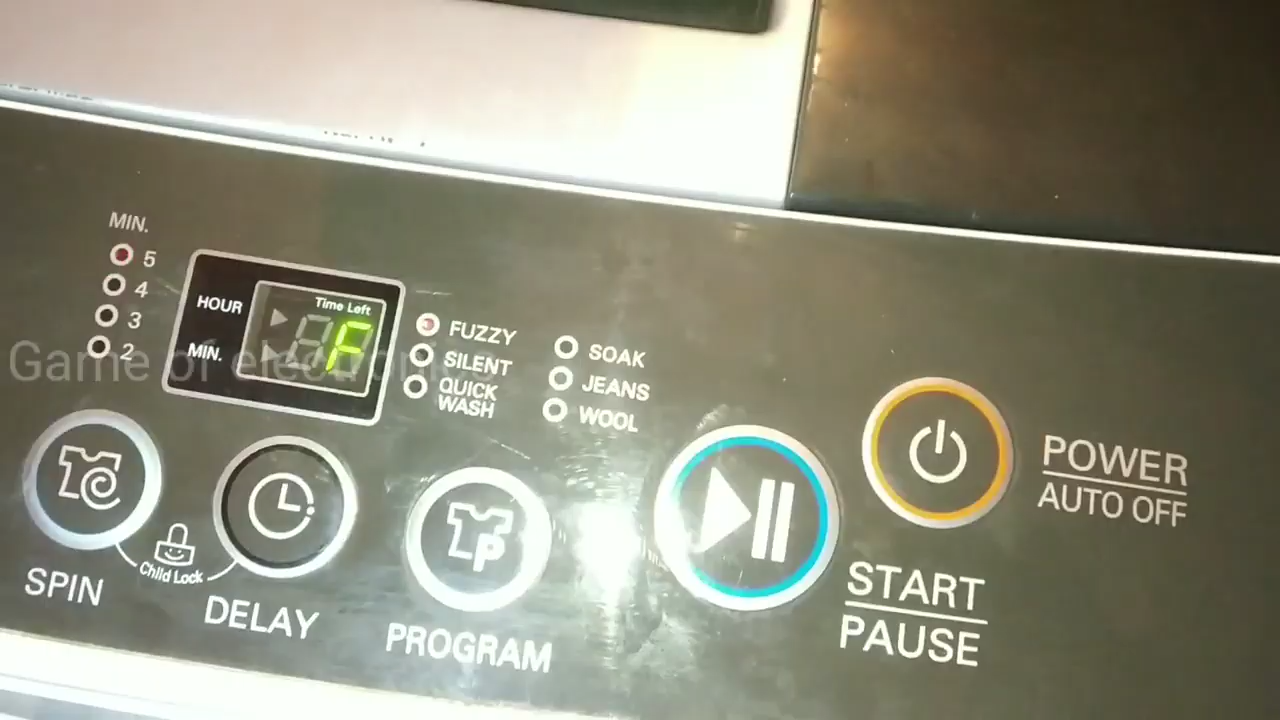 MIN.
5
4
3
2
HOUR
MIN.
Time Left
F
FUZZY
SILENT
QUICK
WASH
SOAK
JEANS
WOOL
Game of electronics
SPIN
Child Lock
DELAY
PROGRAM
START
PAUSE
POWER
AUTO OFF